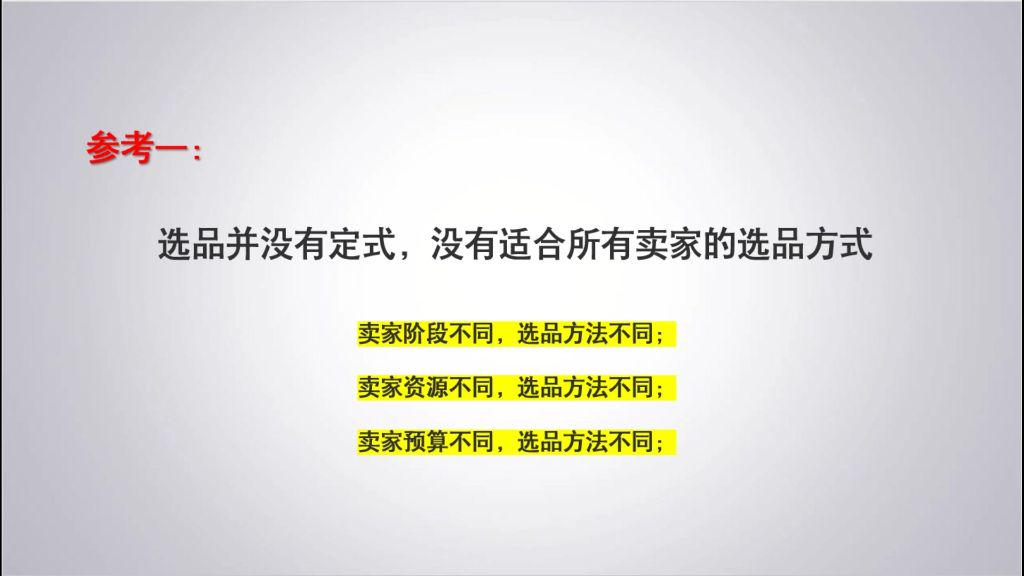 参考一：
选品并没有定式，没有适合所有卖家的选品方式
卖家阶段不同，选品方法不同；
卖家资源不同，选品方法不同；
卖家预算不同，选品方法不同；